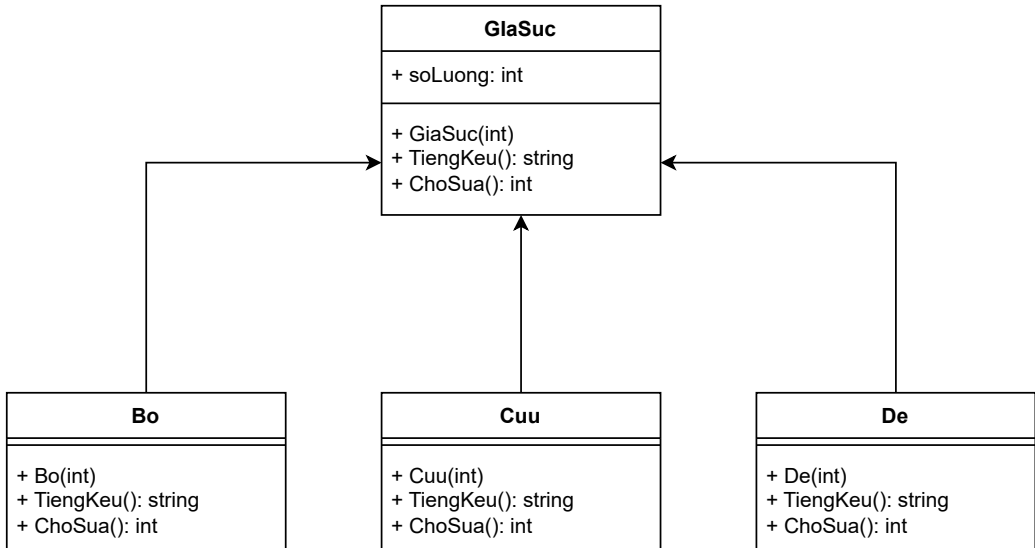 GIaSuc
+ soLuong: int
+ GiaSuc(int)
+ TiengKeu(): string
+ ChoSua(): int
Bo
+ Bo(int)
+ TiengKeu(): string
+ ChoSua(): int
Cuu
+ Cuu(int)
+ TiengKeu(): string
+ ChoSua(): int
De
+ De(int)
+ TiengKeu(): string
+ ChoSua(): int